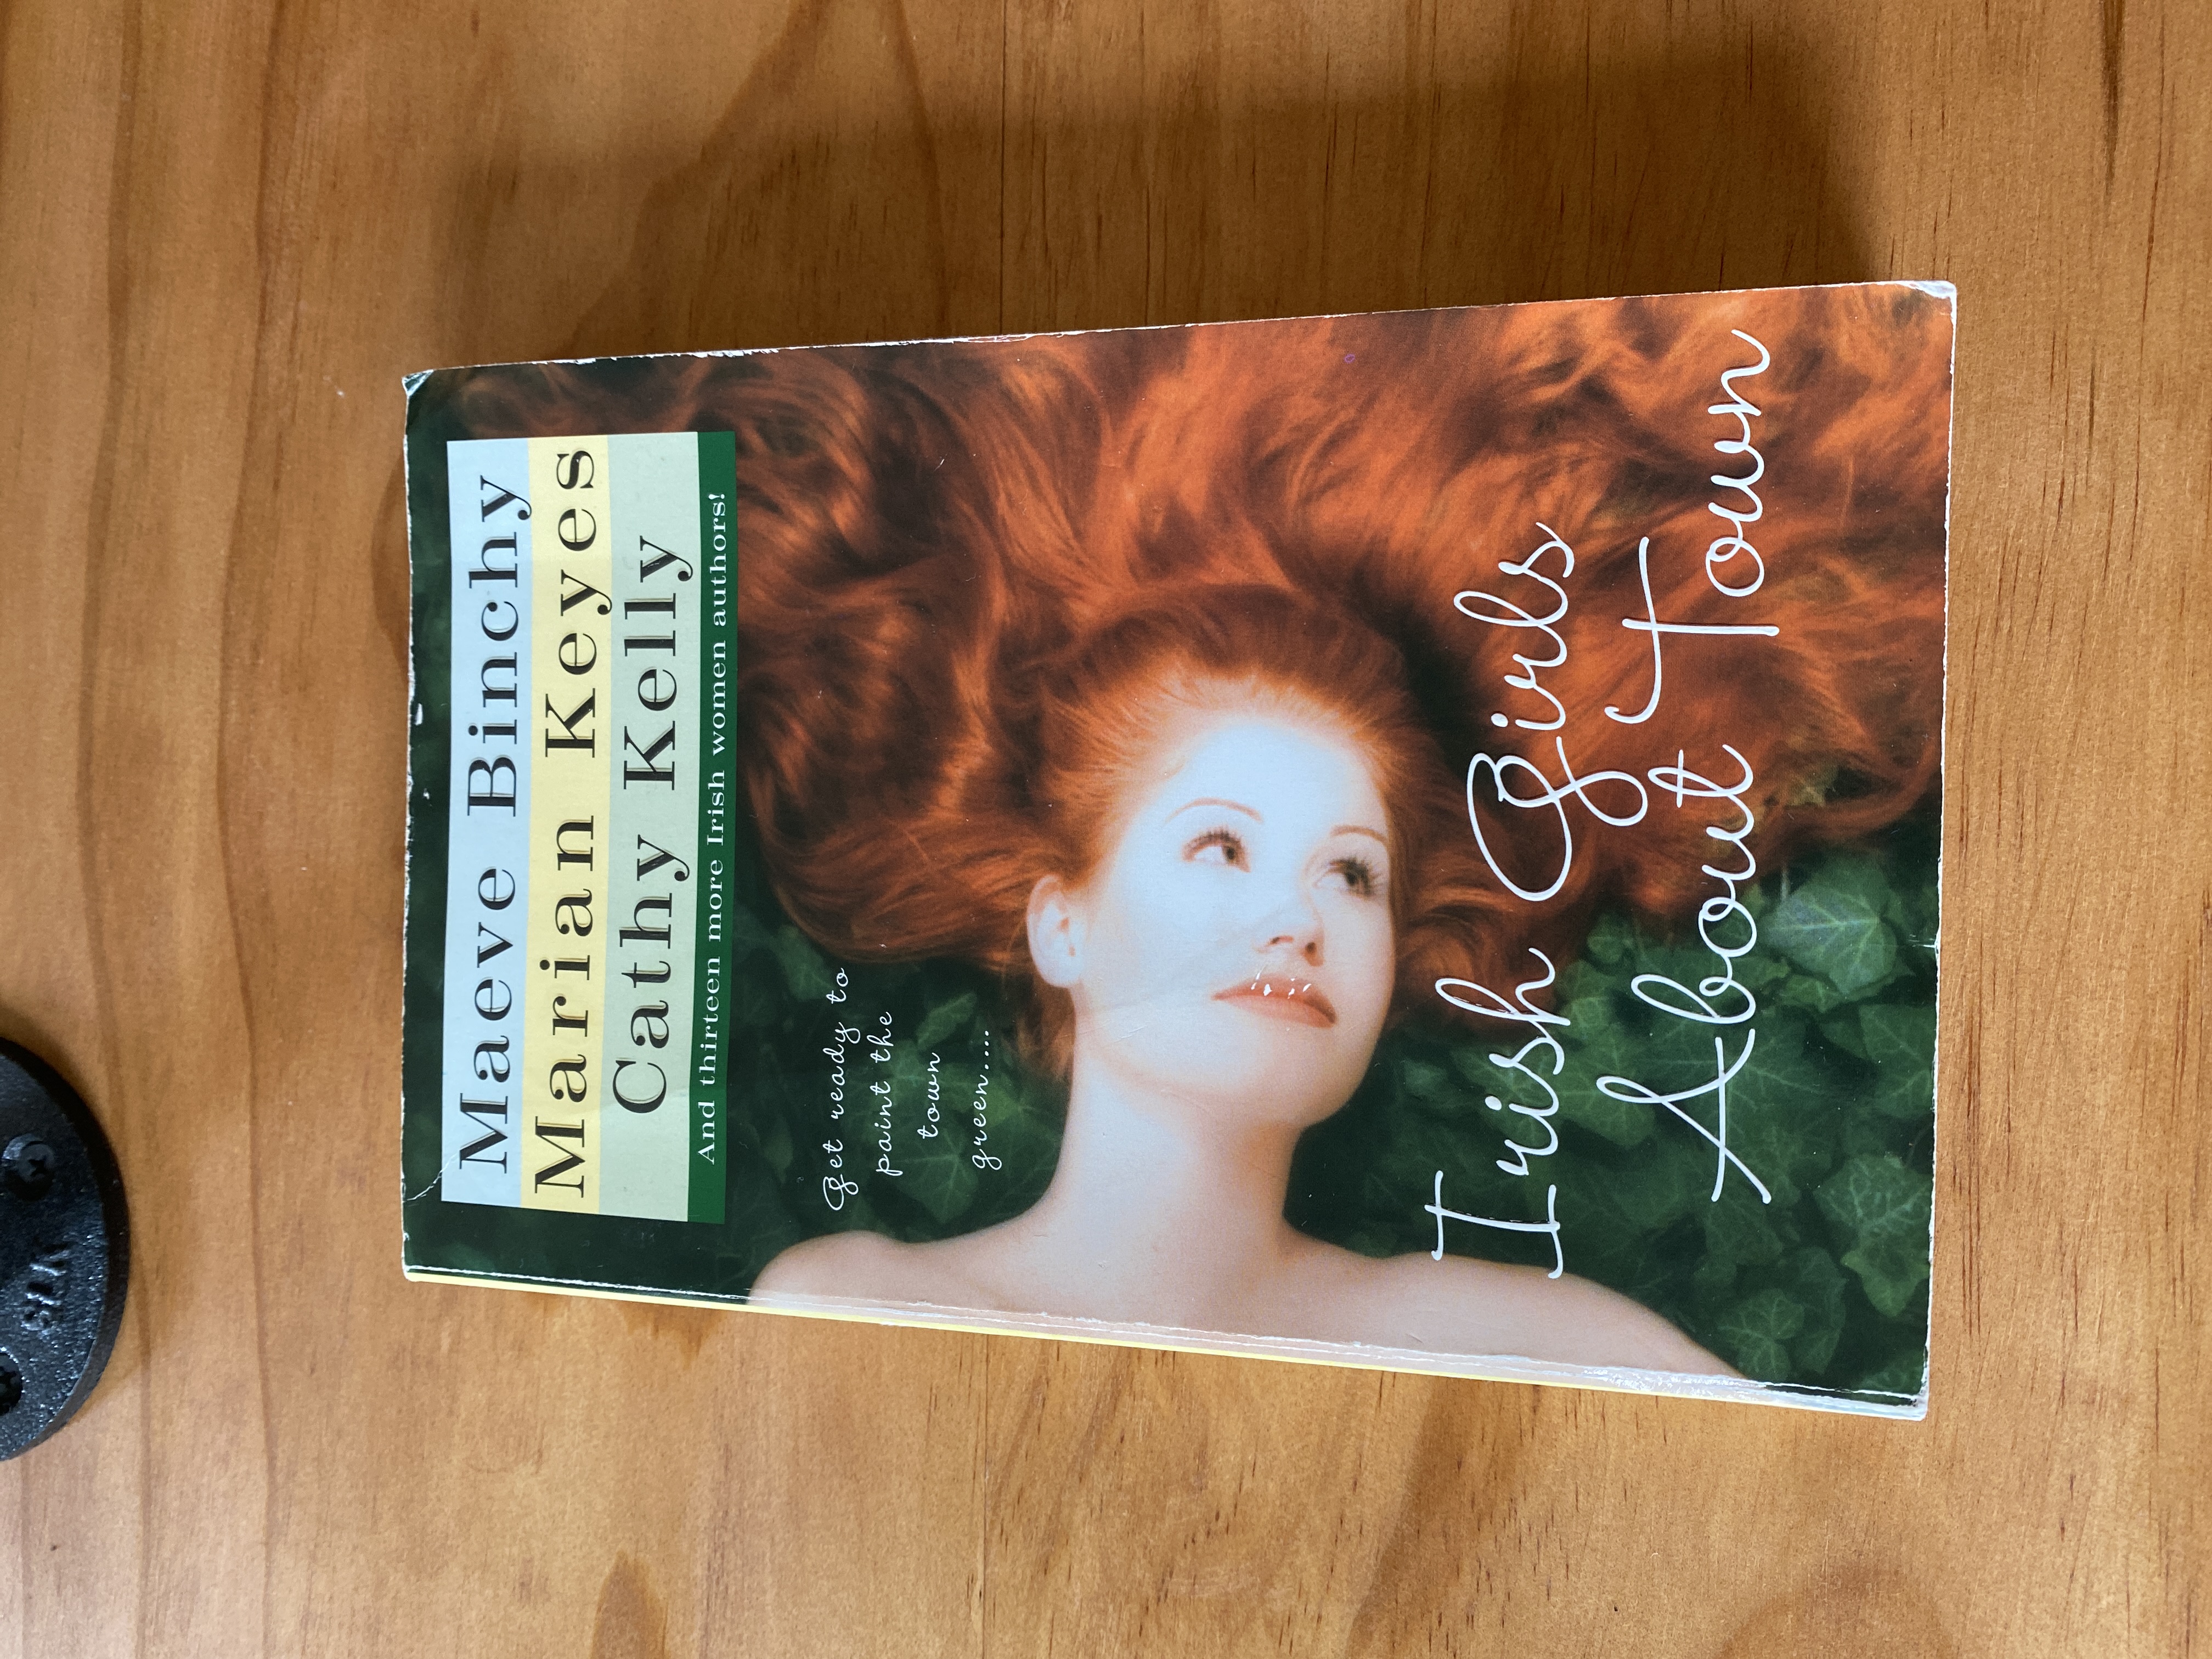 Maeve Binchy
Marian Keyes
Cathy Kelly
And thirteen more Irish women authors!
Get ready to
paint the
town
green....
Irish Girls
About Town